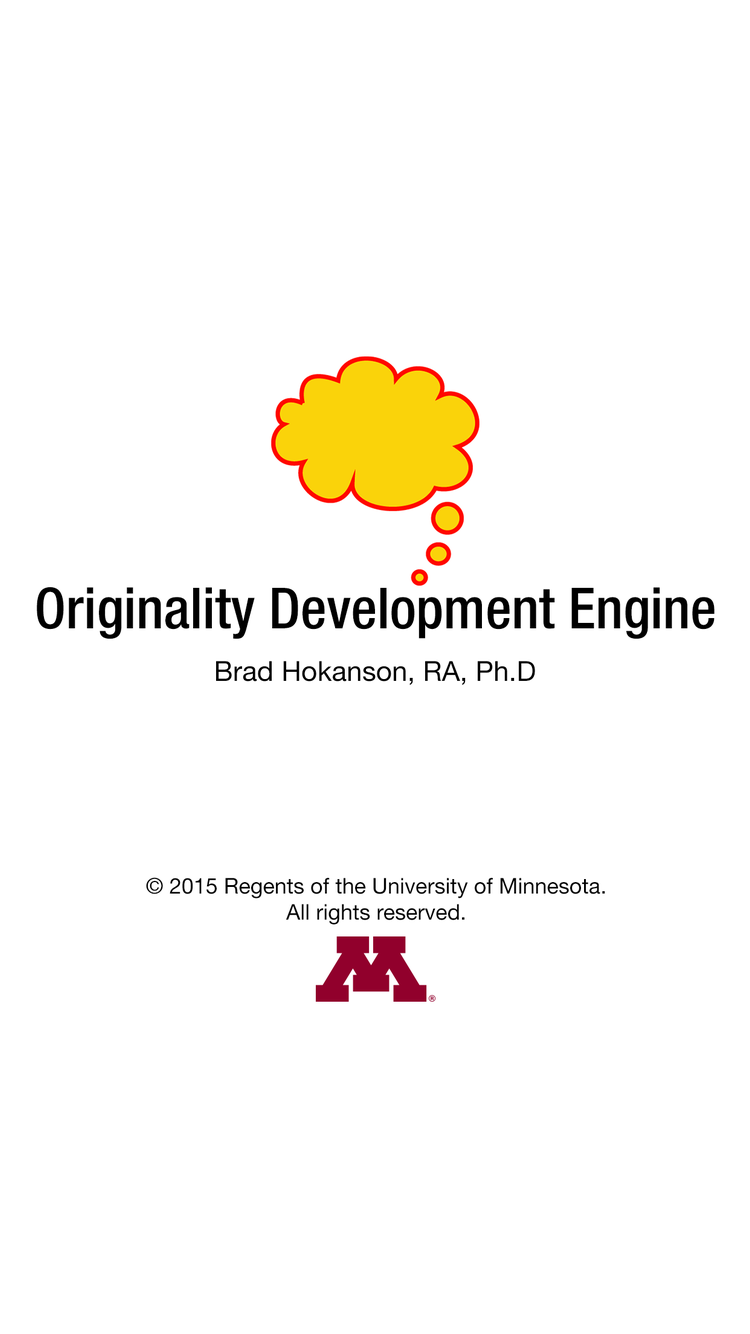 Originality Development Engine
Brad Hokanson, RA, Ph.D
© 2015 Regents of the University of Minnesota.
All rights reserved.
M®